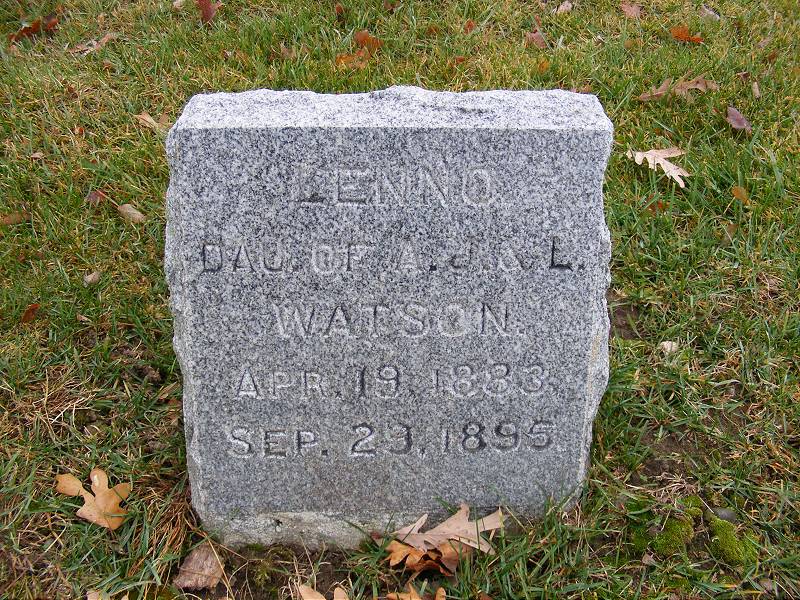 LENNO.
DAU. OF A. J. & L.
WATSON.
APR. 19, 1883.
SEP. 23, 1895.